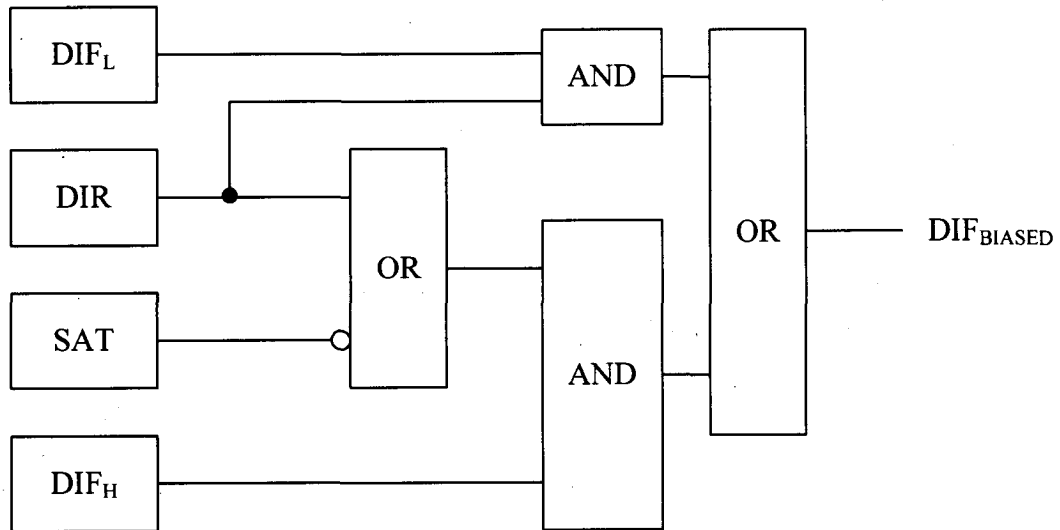 DIF_L
AND
DIR
OR
OR
DIF_BIASED
SAT
AND
DIF_H